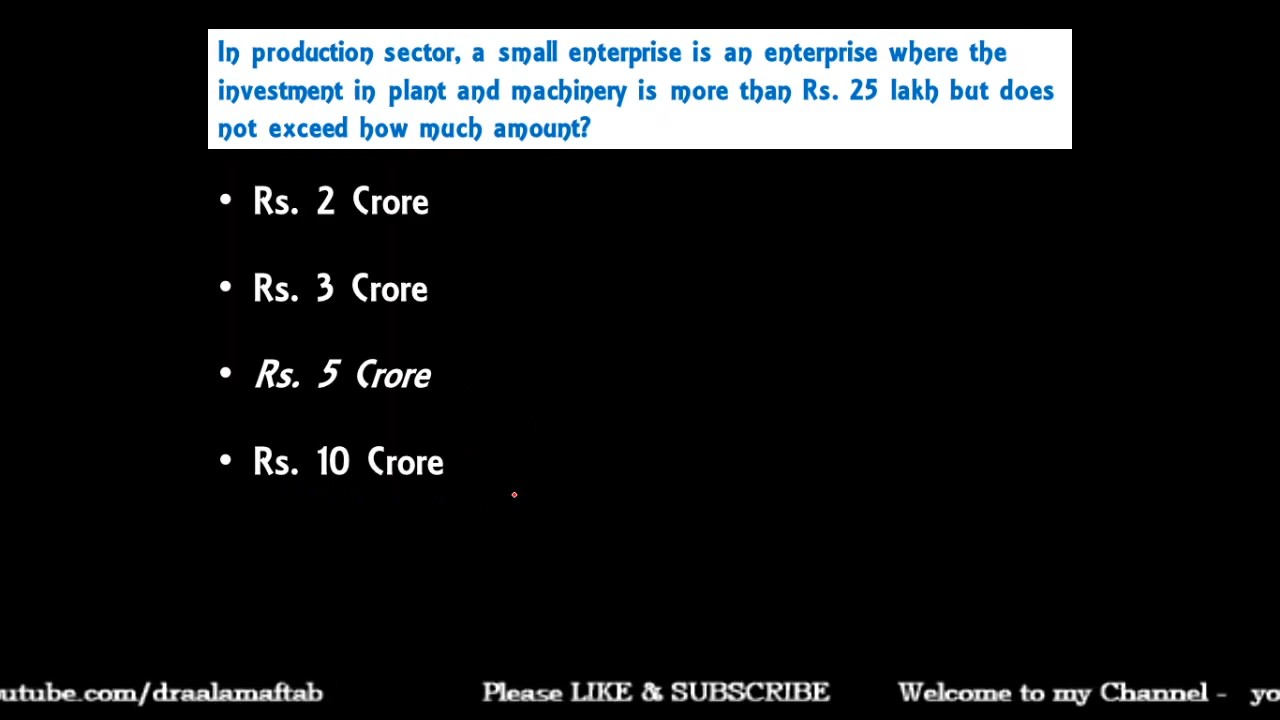 In production sector, a small enterprise is an enterprise where the
investment in plant and machinery is more than Rs. 25 lakh but does
not exceed how much amount?
• Rs. 2 Crore
• Rs. 3 Crore
• Rs. 5 Crore
• Rs. 10 Crore
outube.com/draalamaftab Please LIKE & SUBSCRIBE Welcome to my Channel - yo